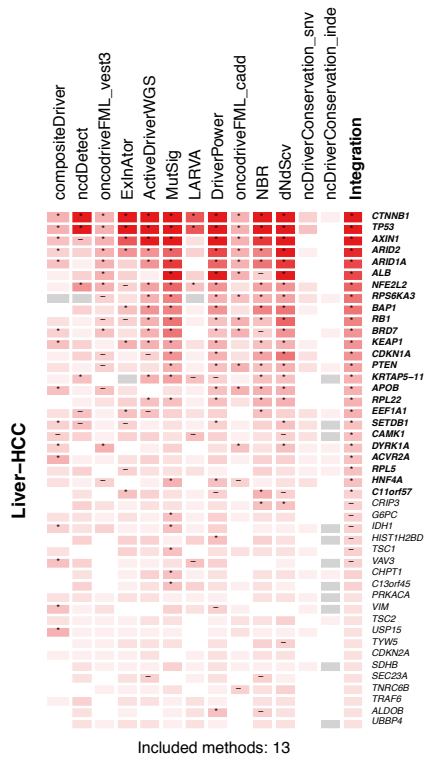 compositeDriver
ncdDetect
oncodriveFML_vest3
ExInAtor
ActiveDriverWGS
MutSig
LARVA
DriverPower
oncodriveFML_cadd
NBR
dNdScv
ncDriverConservation_snv
ncDriverConservation_inde
Integration
Liver−HCC
CTNNB1
TP53
AXIN1
ARID2
ARID1A
ALB
NFE2L2
RPS6KA3
BAP1
RB1
BRD7
KEAP1
CDKN1A
PTEN
KRTAP5−11
APOB
RPL22
EEF1A1
SETDB1
CAMK1
DYRK1A
ACVR2A
RPL5
HNF4A
C11orf57
CRIP3
G6PC
IDH1
HIST1H2BD
TSC1
VAV3
CHPT1
C13orf45
PRKACA
VIM
TSC2
USP15
TYW5
CDKN2A
SDHB
SEC23A
TNRC6B
TRAF6
ALDOB
UBBP4
Included methods: 13